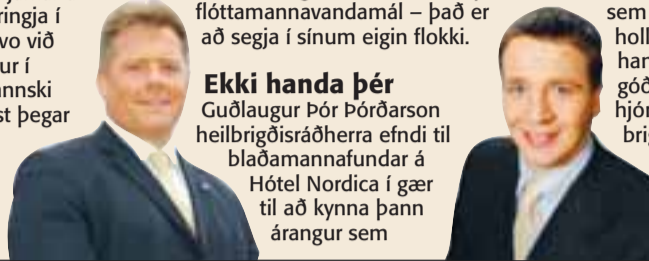 ringja í
vo við
ur í
nnski
st þegar
flóttamannavandamál – það er
að segja í sínum eigin flokki.
Ekki handa þér
Guðlaugur Þór Þórðarson
heilbrigðisráðherra efndi til
blaðamannafundar á
Hótel Nordica í gær
til að kynna þann
árangur sem
sem
holl
han
góð
hjór
brig